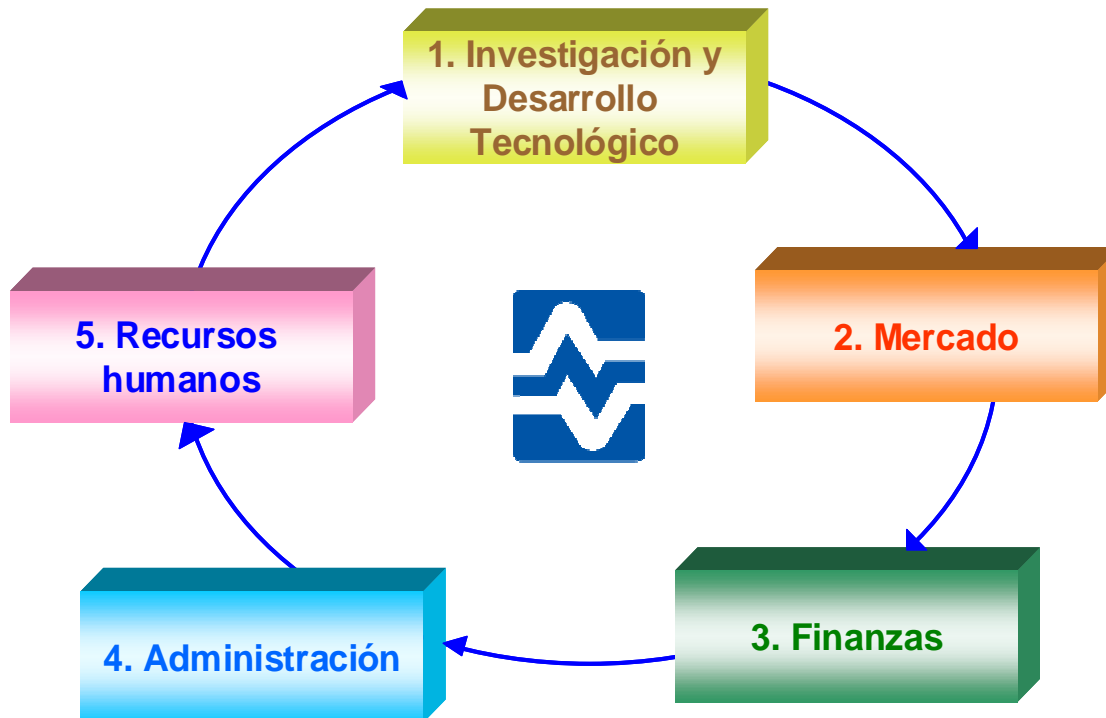 1. Investigación y
Desarrollo
Tecnológico
2. Mercado
3. Finanzas
4. Administración
5. Recursos
humanos